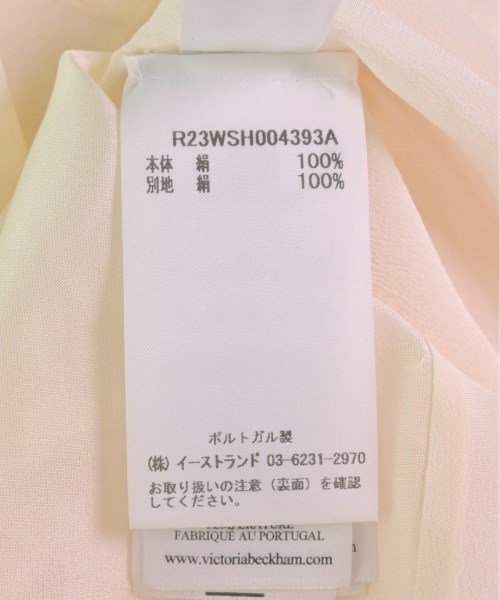 R23WSH004393A
本体 絹 100%
別地 絹 100%
ポルトガル製
(株) イーストランド 03-6231-2970
お取り扱いの注意（裏面）を確認
してください。
FABRIQUÉ AU PORTUGAL
www.victoriabeckham.com